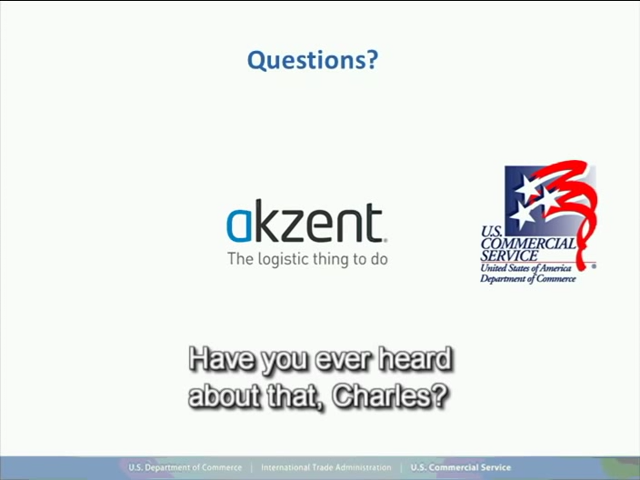 Questions?
akzent
The logistic thing to do
U.S.
COMMERCIAL
SERVICE
United States of America
Department of Commerce
Have you ever heard
about that, Charles?
U.S. Department of Commerce | International Trade Administration | U.S. Commercial Service